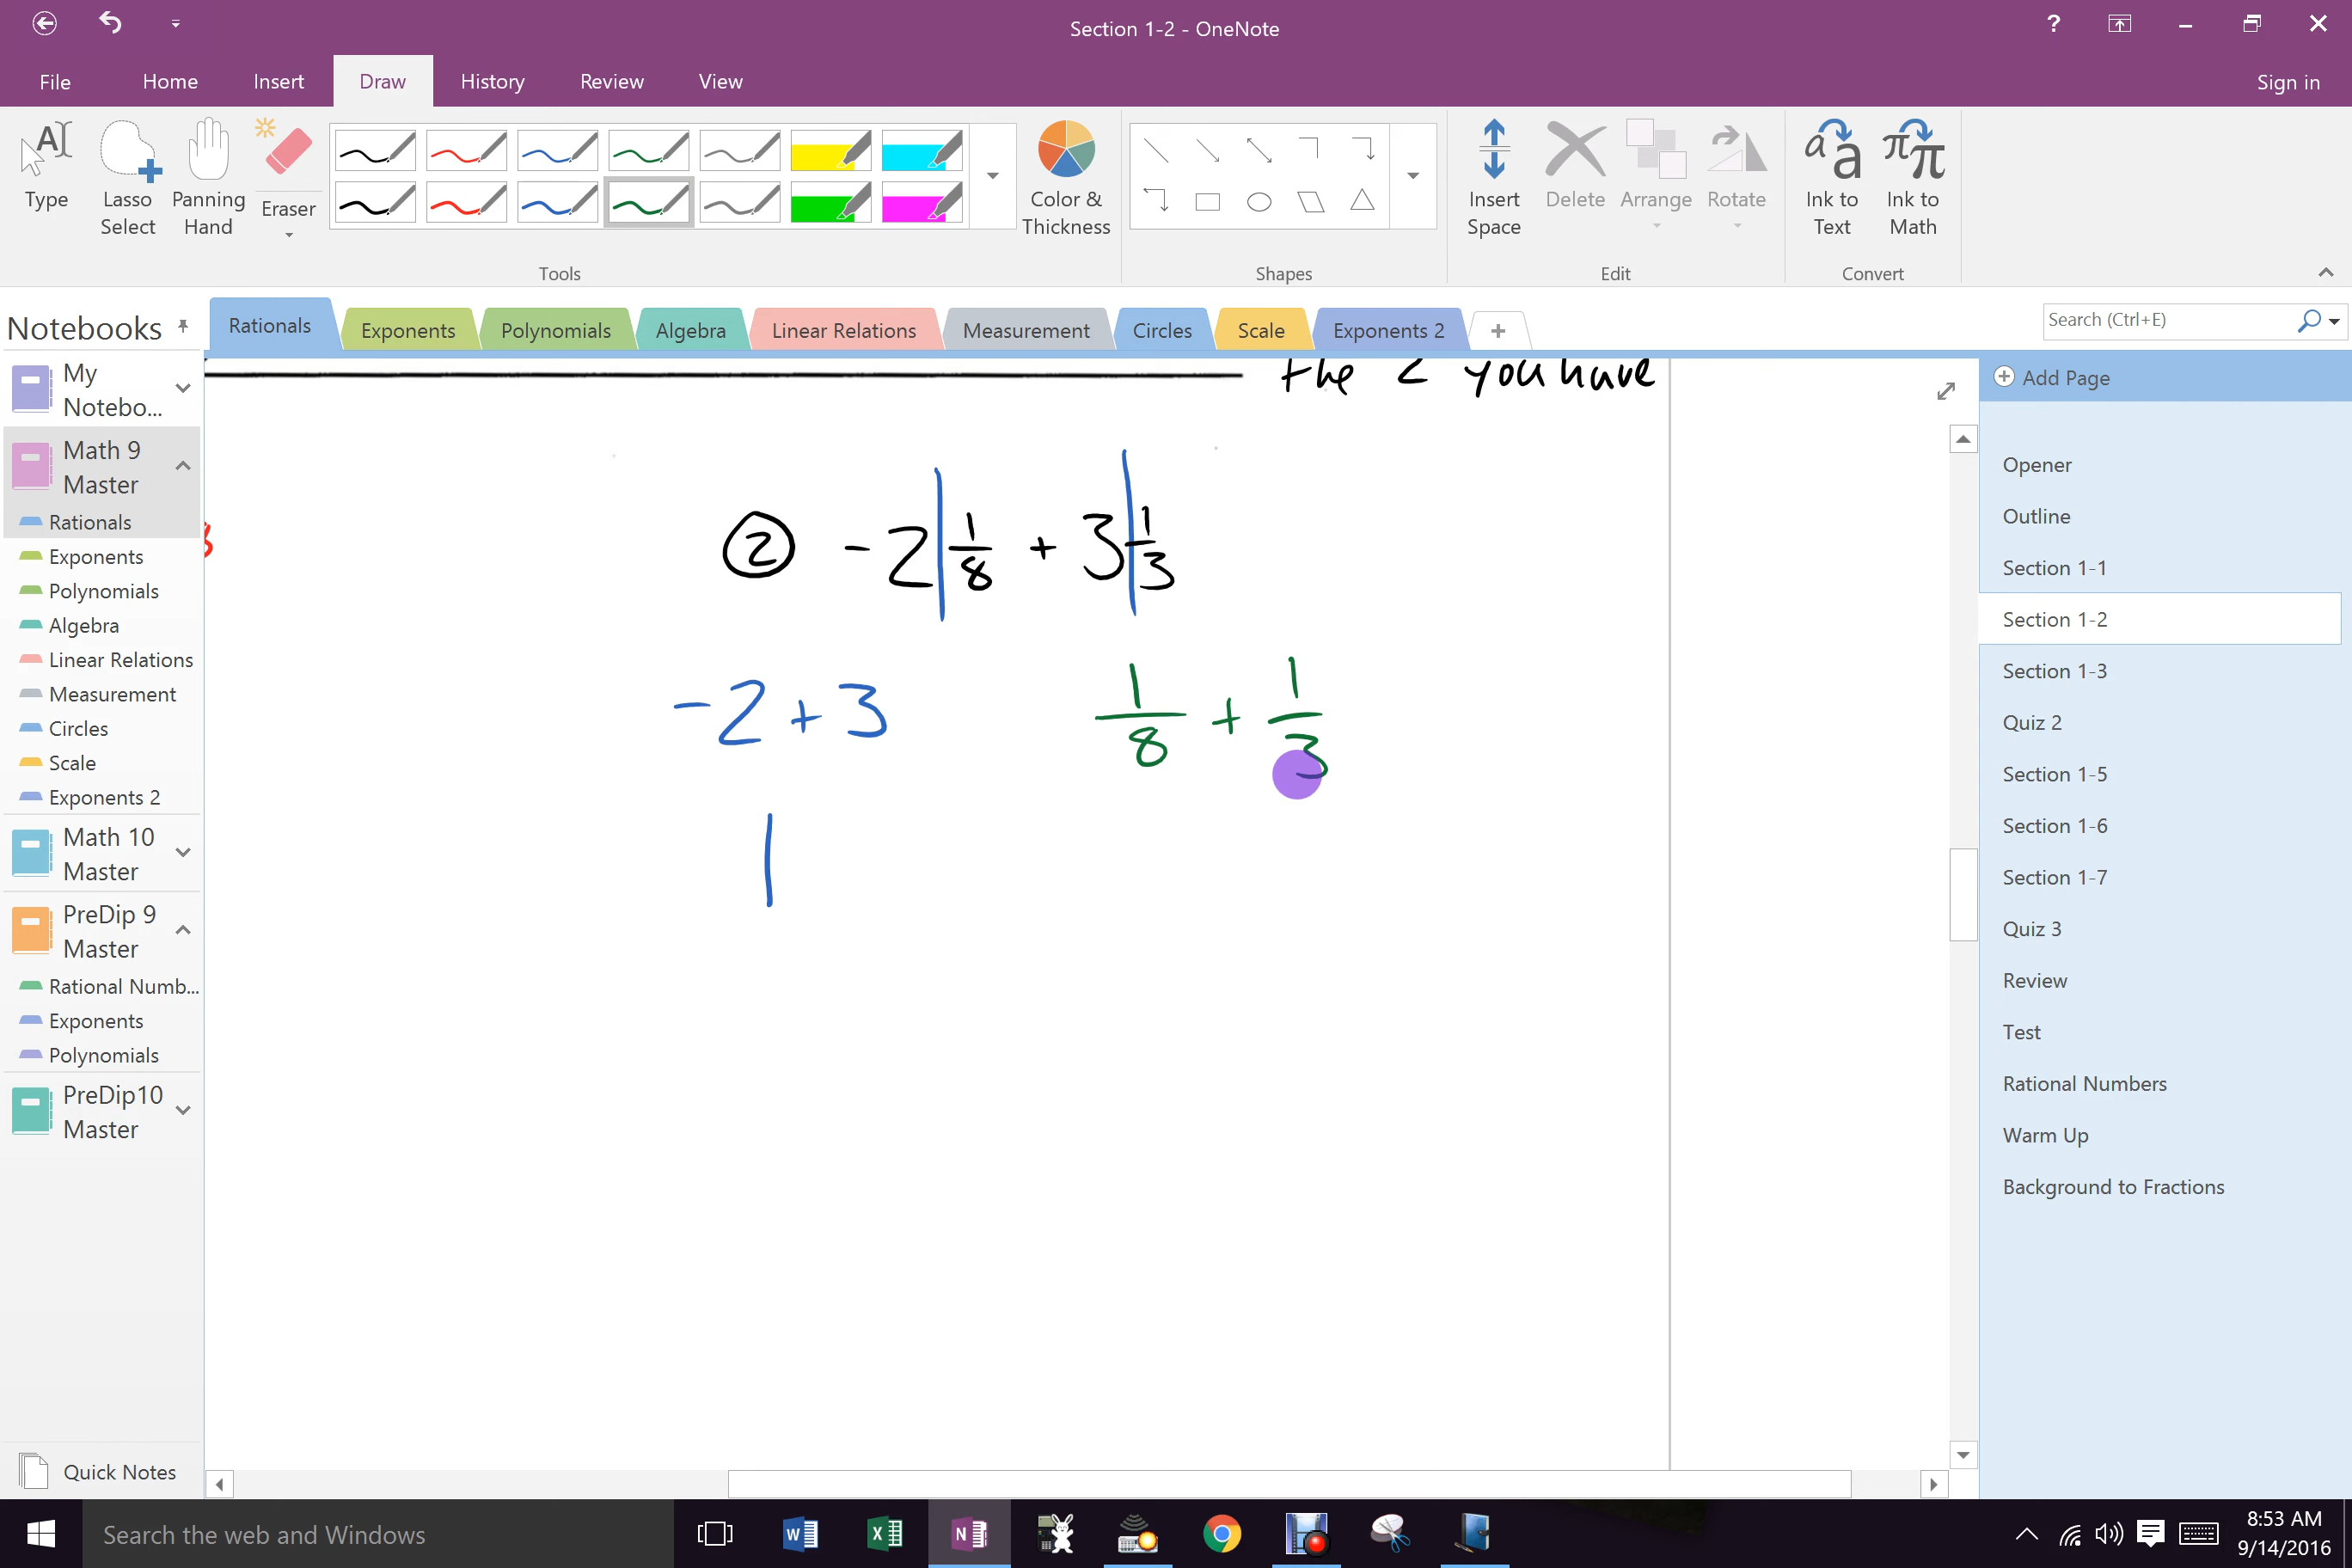 Section 1-2 - OneNote
?
File Home Insert Draw History Review View Sign in
Type Lasso Select Panning Hand Eraser Color & Thickness Insert Space Delete Arrange Rotate Ink to Text Ink to Math
Tools Shapes Edit Convert
Notebooks Rationals Exponents Polynomials Algebra Linear Relations Measurement Circles Scale Exponents 2 + Search (Ctrl+E)
My Notebo...
Math 9 Master
Rationals
Exponents
Polynomials
Algebra
Linear Relations
Measurement
Circles
Scale
Exponents 2
Math 10 Master
PreDip 9 Master
Rational Numb...
Exponents
Polynomials
PreDip10 Master
Quick Notes
the 2 you have
② -2 1/8 + 3 1/3
-2 + 3 1/8 + 1/3
1
Add Page
Opener
Outline
Section 1-1
Section 1-2
Section 1-3
Quiz 2
Section 1-5
Section 1-6
Section 1-7
Quiz 3
Review
Test
Rational Numbers
Warm Up
Background to Fractions
Search the web and Windows
8:53 AM
9/14/2016